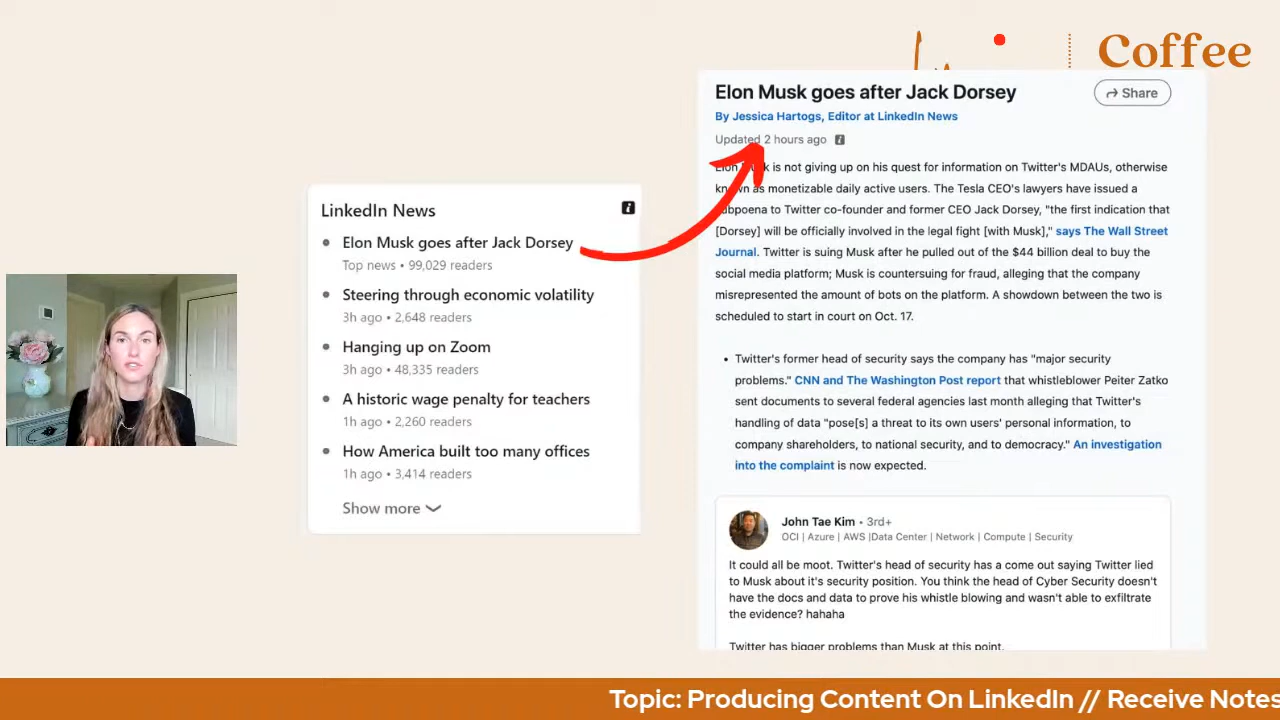 Coffee
LinkedIn News
Elon Musk goes after Jack Dorsey
Top news • 99,029 readers
Steering through economic volatility
3h ago • 2,648 readers
Hanging up on Zoom
3h ago • 48,335 readers
A historic wage penalty for teachers
1h ago • 2,260 readers
How America built too many offices
1h ago • 3,414 readers
Show more
Elon Musk goes after Jack Dorsey
Share
By Jessica Hartogs, Editor at LinkedIn News
Updated 2 hours ago
Elon Musk is not giving up on his quest for information on Twitter's MDAUs, otherwise
known as monetizable daily active users. The Tesla CEO's lawyers have issued a
subpoena to Twitter co-founder and former CEO Jack Dorsey, "the first indication that
[Dorsey] will be officially involved in the legal fight [with Musk]," says The Wall Street
Journal. Twitter is suing Musk after he pulled out of the $44 billion deal to buy the
social media platform; Musk is countersuing for fraud, alleging that the company
misrepresented the amount of bots on the platform. A showdown between the two is
scheduled to start in court on Oct. 17.
• Twitter's former head of security says the company has "major security
problems." CNN and The Washington Post report that whistleblower Peiter Zatko
sent documents to several federal agencies last month alleging that Twitter's
handling of data "pose[s] a threat to its own users' personal information, to
company shareholders, to national security, and to democracy." An investigation
into the complaint is now expected.
John Tae Kim • 3rd+
OCI | Azure | AWS |Data Center | Network | Compute | Security
It could all be moot. Twitter's head of security has a come out saying Twitter lied
to Musk about it's security position. You think the head of Cyber Security doesn't
have the docs and data to prove his whistle blowing and wasn't able to exfiltrate
the evidence? hahaha
Twitter has bigger problems than Musk at this point.
Topic: Producing Content On LinkedIn // Receive Notes